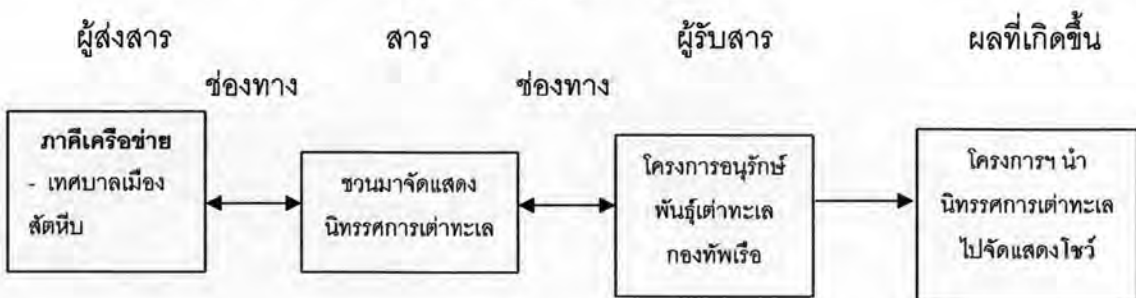 ผู้ส่งสาร
สาร
ผู้รับสาร
ผลที่เกิดขึ้น
ช่องทาง
ช่องทาง
ภาคีเครือข่าย
- เทศบาลเมือง
สัตหีบ
ชวนมาจัดแสดง
นิทรรศการเต่าทะเล
โครงการอนุรักษ์
พันธุ์เต่าทะเล
กองทัพเรือ
โครงการฯ นำ
นิทรรศการเต่าทะเล
ไปจัดแสดงโชว์